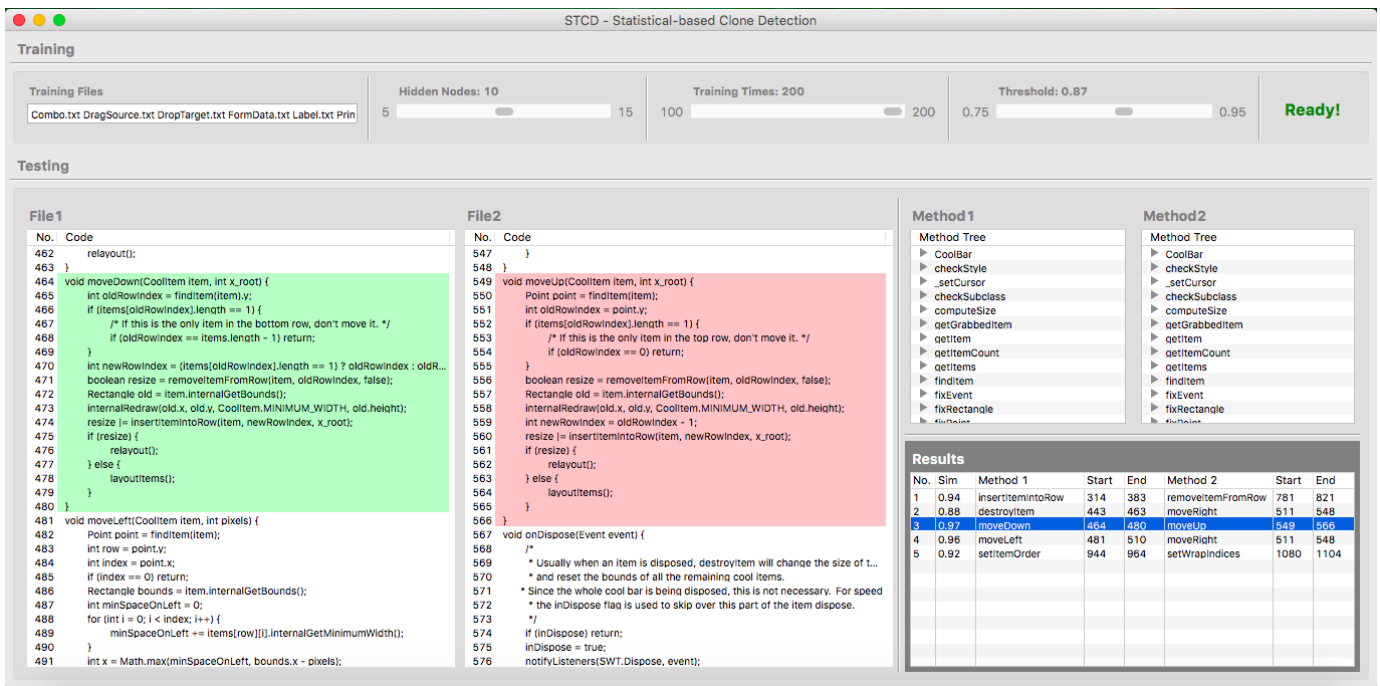 STCD - Statistical-based Clone Detection
Training
Training Files
Combo.txt DragSource.txt DropTarget.txt FormData.txt Label.txt Prin
Hidden Nodes: 10
5 15
Training Times: 200
100 200
Threshold: 0.87
0.75 0.95
Ready!
Testing
File1
No. Code
462 relayout();
463 }
464 void moveDown(CoolItem item, int x_root) {
465 int oldRowIndex = findItem(item).y;
466 if (items[oldRowIndex].length == 1) {
467 /* If this is the only item in the bottom row, don't move it. */
468 if (oldRowIndex == items.length - 1) return;
469 }
470 int newRowIndex = (items[oldRowIndex].length == 1) ? oldRowIndex : oldR...
471 boolean resize = removeItemFromRow(item, oldRowIndex, false);
472 Rectangle old = item.internalGetBounds();
473 internalRedraw(old.x, old.y, CoolItem.MINIMUM_WIDTH, old.height);
474 resize |= insertItemIntoRow(item, newRowIndex, x_root);
475 if (resize) {
476 relayout();
477 } else {
478 layoutItems();
479 }
480 }
481 void moveLeft(CoolItem item, int pixels) {
482 Point point = findItem(item);
483 int row = point.y;
484 int index = point.x;
485 if (index == 0) return;
486 Rectangle bounds = item.internalGetBounds();
487 int minSpaceOnLeft = 0;
488 for (int i = 0; i < index; i++) {
489 minSpaceOnLeft += items[row][i].internalGetMinimumWidth();
490 }
491 int x = Math.max(minSpaceOnLeft, bounds.x - pixels);
File2
No. Code
547 }
548 }
549 void moveUp(CoolItem item, int x_root) {
550 Point point = findItem(item);
551 int oldRowIndex = point.y;
552 if (items[oldRowIndex].length == 1) {
553 /* If this is the only item in the top row, don't move it. */
554 if (oldRowIndex == 0) return;
555 }
556 boolean resize = removeItemFromRow(item, oldRowIndex, false);
557 Rectangle old = item.internalGetBounds();
558 internalRedraw(old.x, old.y, CoolItem.MINIMUM_WIDTH, old.height);
559 int newRowIndex = oldRowIndex - 1;
560 resize |= insertItemIntoRow(item, newRowIndex, x_root);
561 if (resize) {
562 relayout();
563 } else {
564 layoutItems();
565 }
566 }
567 void onDispose(Event event) {
568 /*
569 * Usually when an item is disposed, destroyItem will change the size of t...
570 * and reset the bounds of all the remaining cool items.
571 * Since the whole cool bar is being disposed, this is not necessary. For speed
572 * the inDispose flag is used to skip over this part of the item dispose.
573 */
574 if (inDispose) return;
575 inDispose = true;
576 notifyListeners(SWT.Dispose, event);
Method1
Method Tree
CoolBar
checkStyle
_setCursor
checkSubclass
computeSize
getGrabbedItem
getItem
getItemCount
getItems
findItem
fixEvent
fixRectangle
fixPoint
Method2
Method Tree
CoolBar
checkStyle
_setCursor
checkSubclass
computeSize
getGrabbedItem
getItem
getItemCount
getItems
findItem
fixEvent
fixRectangle
fixPoint
Results
No. Sim Method 1 Start End Method 2 Start End
1 0.94 insertItemIntoRow 314 383 removeItemFromRow 781 821
2 0.88 destroyItem 443 463 moveRight 511 548
3 0.97 moveDown 464 480 moveUp 549 566
4 0.96 moveLeft 481 510 moveRight 511 548
5 0.92 setItemOrder 944 964 setWrapIndices 1080 1104